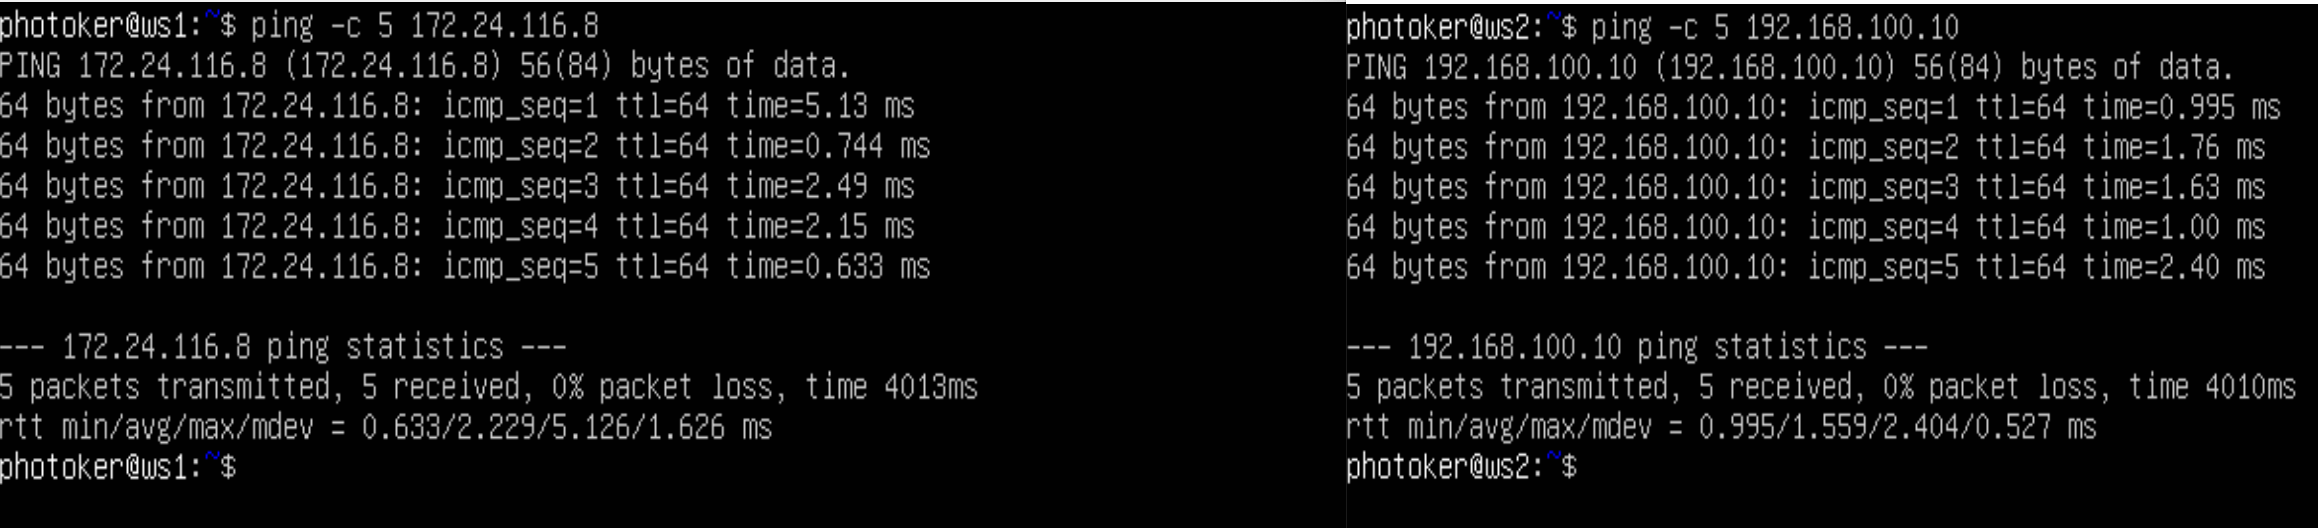 photoker@ws1:~$ ping -c 5 172.24.116.8
PING 172.24.116.8 (172.24.116.8) 56(84) bytes of data.
64 bytes from 172.24.116.8: icmp_seq=1 ttl=64 time=5.13 ms
64 bytes from 172.24.116.8: icmp_seq=2 ttl=64 time=0.744 ms
64 bytes from 172.24.116.8: icmp_seq=3 ttl=64 time=2.49 ms
64 bytes from 172.24.116.8: icmp_seq=4 ttl=64 time=2.15 ms
64 bytes from 172.24.116.8: icmp_seq=5 ttl=64 time=0.633 ms
--- 172.24.116.8 ping statistics ---
5 packets transmitted, 5 received, 0% packet loss, time 4013ms
rtt min/avg/max/mdev = 0.633/2.229/5.126/1.626 ms
photoker@ws1:~$
photoker@ws2:~$ ping -c 5 192.168.100.10
PING 192.168.100.10 (192.168.100.10) 56(84) bytes of data.
64 bytes from 192.168.100.10: icmp_seq=1 ttl=64 time=0.995 ms
64 bytes from 192.168.100.10: icmp_seq=2 ttl=64 time=1.76 ms
64 bytes from 192.168.100.10: icmp_seq=3 ttl=64 time=1.63 ms
64 bytes from 192.168.100.10: icmp_seq=4 ttl=64 time=1.00 ms
64 bytes from 192.168.100.10: icmp_seq=5 ttl=64 time=2.40 ms
--- 192.168.100.10 ping statistics ---
5 packets transmitted, 5 received, 0% packet loss, time 4010ms
rtt min/avg/max/mdev = 0.995/1.559/2.404/0.527 ms
photoker@ws2:~$